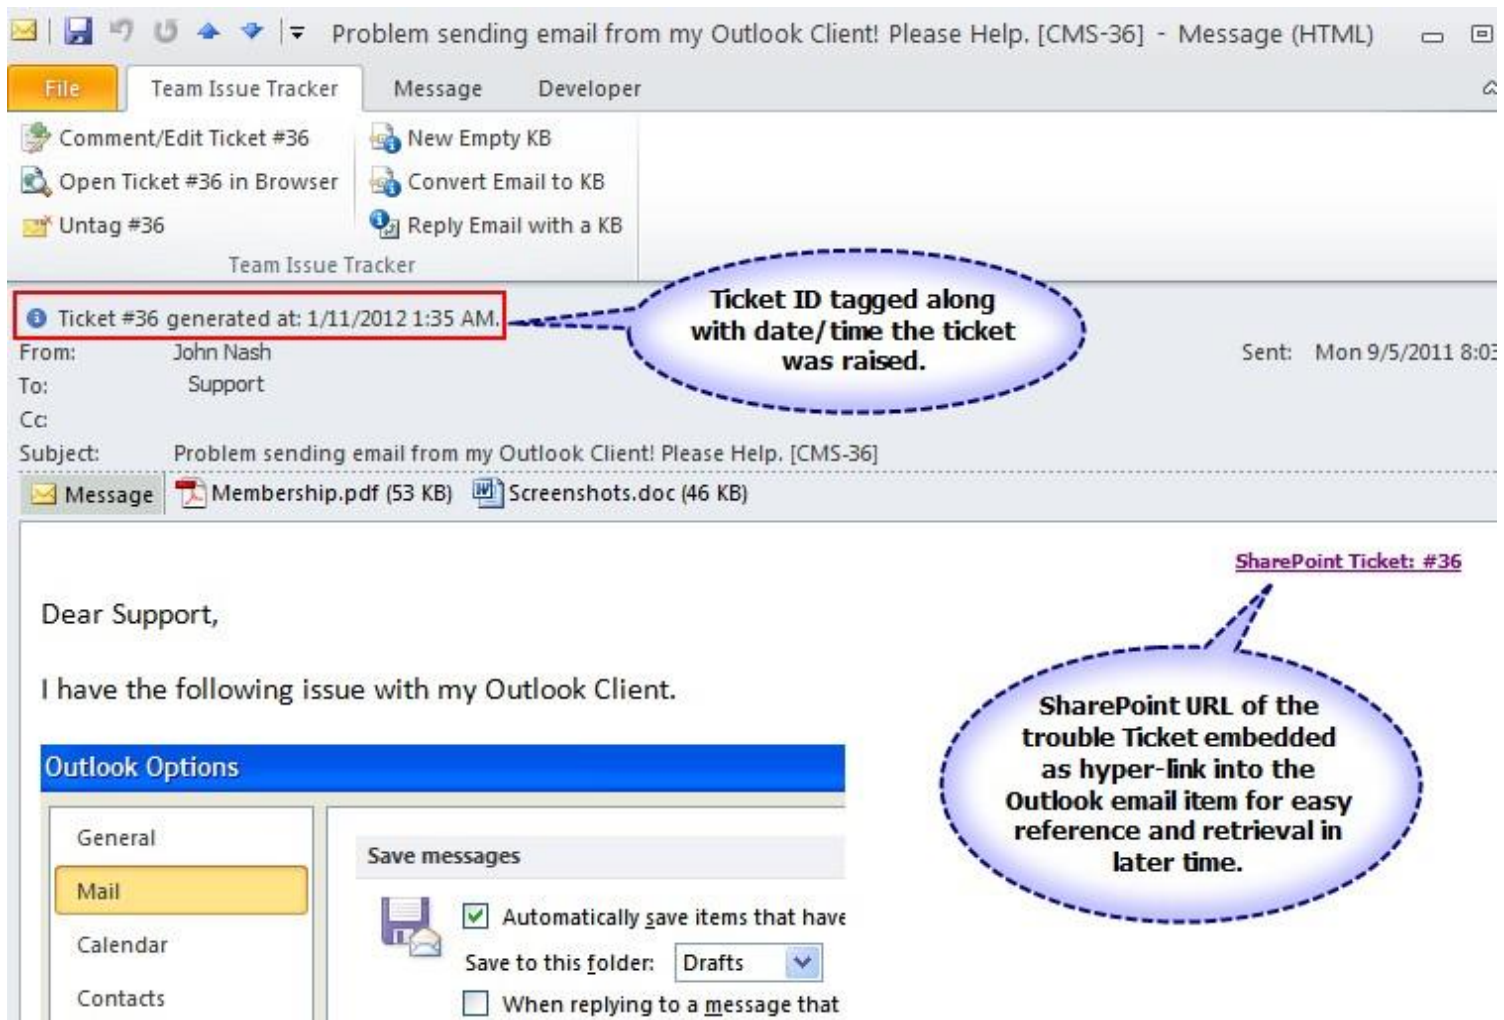 Problem sending email from my Outlook Client! Please Help. [CMS-36] - Message (HTML)
File Team Issue Tracker Message Developer
Comment/Edit Ticket #36 New Empty KB
Open Ticket #36 in Browser Convert Email to KB
Untag #36 Reply Email with a KB
Team Issue Tracker
Ticket #36 generated at: 1/11/2012 1:35 AM.
Ticket ID tagged along
with date/time the ticket
was raised.
From: John Nash Sent: Mon 9/5/2011 8:03
To: Support
Cc:
Subject: Problem sending email from my Outlook Client! Please Help. [CMS-36]
Message Membership.pdf (53 KB) Screenshots.doc (46 KB)
SharePoint Ticket: #36
Dear Support,
I have the following issue with my Outlook Client.
SharePoint URL of the
trouble Ticket embedded
as hyper-link into the
Outlook email item for easy
reference and retrieval in
later time.
Outlook Options
General
Mail
Calendar
Contacts
Save messages
Automatically save items that have
Save to this folder: Drafts
When replying to a message that